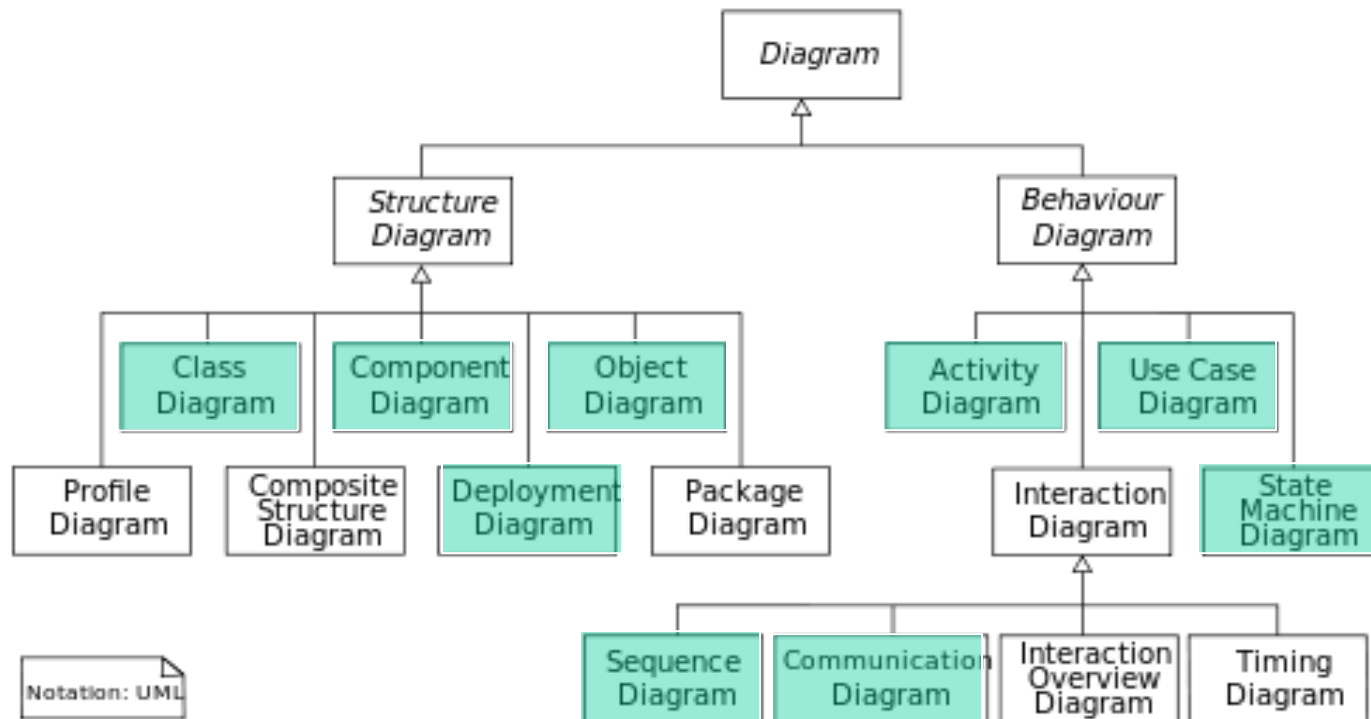 Diagram
Structure
Diagram
Behaviour
Diagram
Class
Diagram
Component
Diagram
Object
Diagram
Activity
Diagram
Use Case
Diagram
Profile
Diagram
Composite
Structure
Diagram
Deployment
Diagram
Package
Diagram
Interaction
Diagram
State
Machine
Diagram
Sequence
Diagram
Communication
Diagram
Interaction
Overview
Diagram
Timing
Diagram
Notation: UML